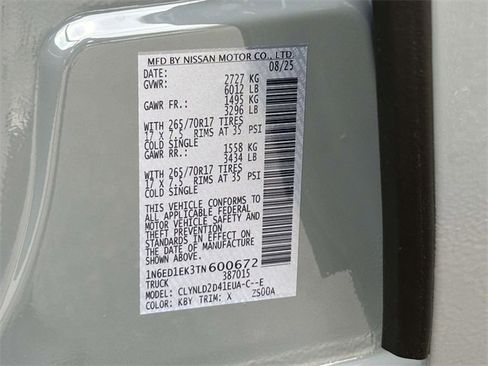 MFD BY NISSAN MOTOR CO., LTD.
DATE: 08/25
GVWR: 2727 KG
6012 LB
GAWR FR.: 1495 KG
3296 LB
WITH 265/70R17 TIRES
17 X 7.5 RIMS AT 35 PSI
COLD SINGLE
GAWR RR.: 1558 KG
3434 LB
WITH 265/70R17 TIRES
17 X 7.5 RIMS AT 35 PSI
COLD SINGLE
THIS VEHICLE CONFORMS TO
ALL APPLICABLE FEDERAL
MOTOR VEHICLE SAFETY AND
THEFT PREVENTION
STANDARDS IN EFFECT ON
THE DATE OF MANUFACTURE
SHOWN ABOVE.
1N6ED1EK3TN600672
TRUCK 387015
MODEL: CLYNLD2D41EUA-C--E
COLOR: KBY TRIM: X ZS00A